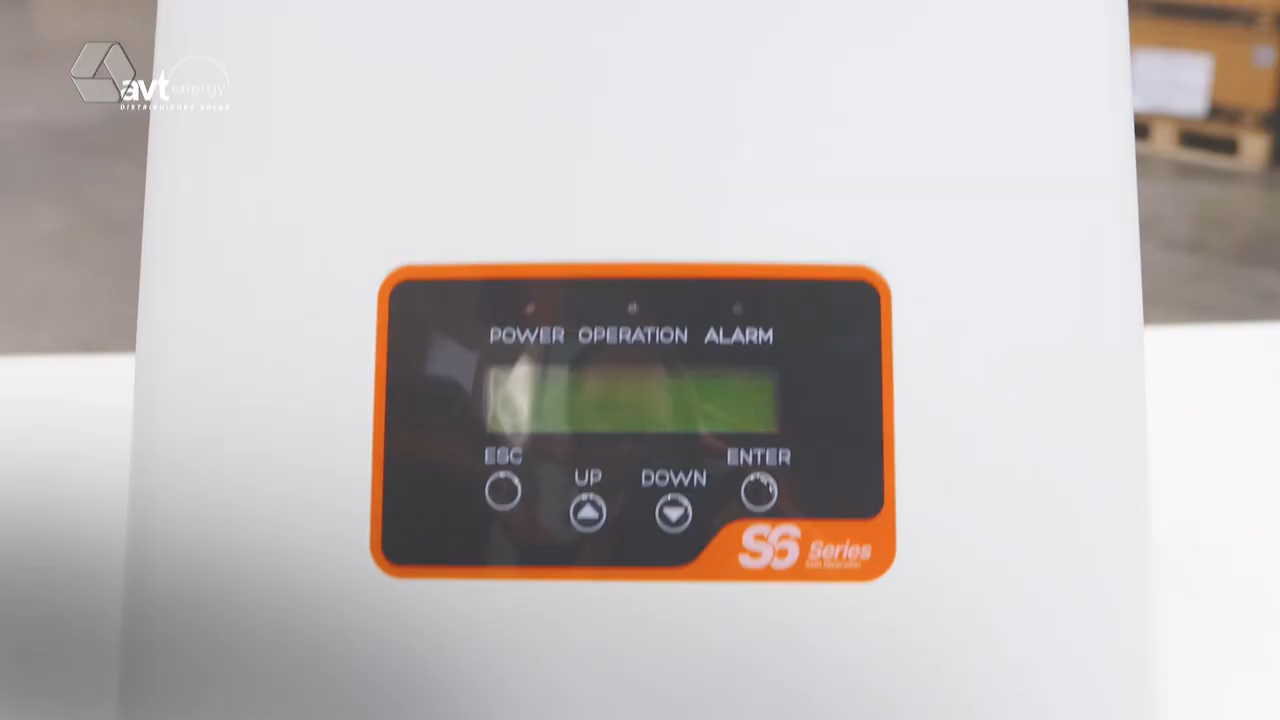 avt energy
POWER OPERATION ALARM
ESC
UP
DOWN
ENTER
S6 Series